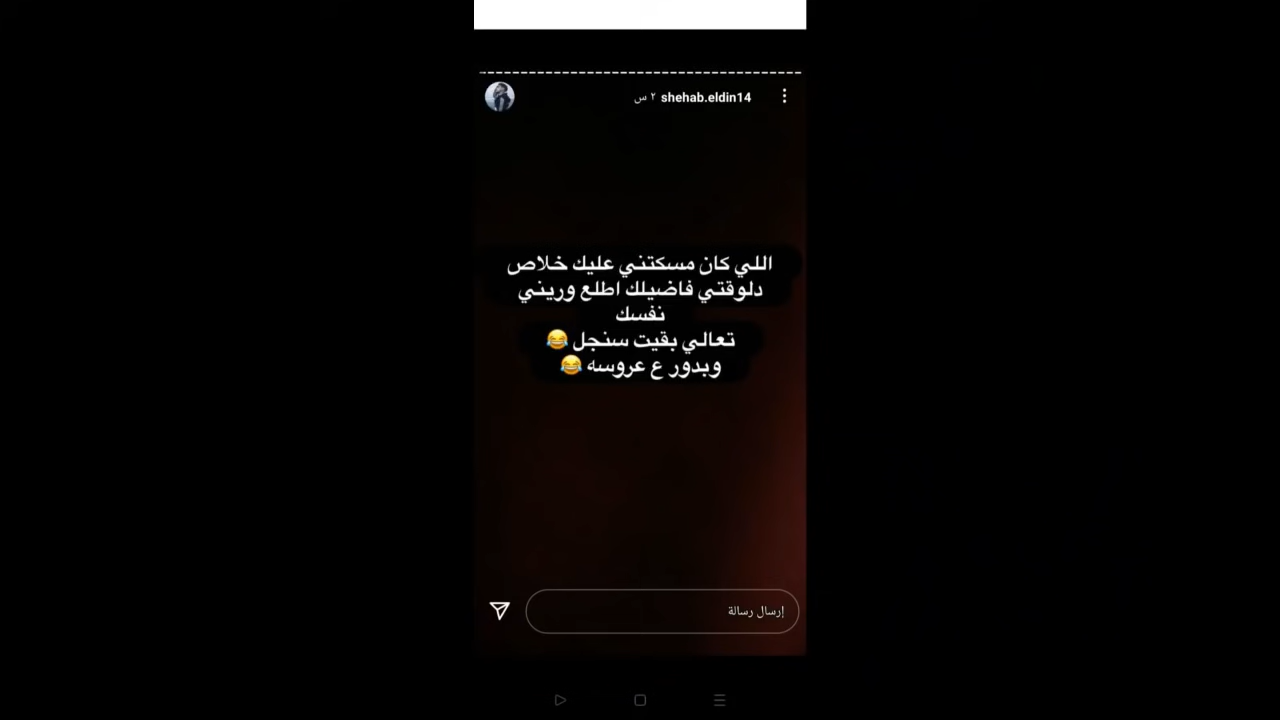 shehab.eldin14 ٢ س
اللي كان مسكتني عليك خلاص
دلوقتي فاضيلك اطلع وريني
نفسك
تعالي بقيت سنجل 😂
وبدور ع عروسه 😂
إرسال رسالة